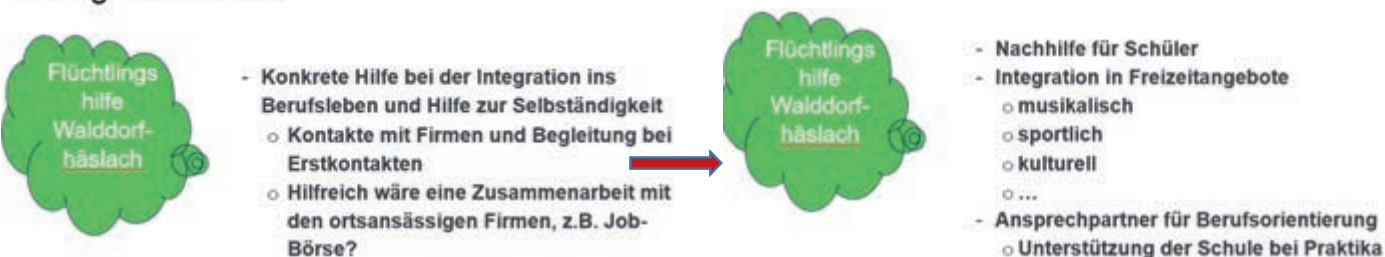 Flüchtlings
hilfe
Walddorf-
häslach
- Konkrete Hilfe bei der Integration ins
Berufsleben und Hilfe zur Selbständigkeit
o Kontakte mit Firmen und Begleitung bei
Erstkontakten
o Hilfreich wäre eine Zusammenarbeit mit
den ortsansässigen Firmen, z.B. Job-
Börse?
Flüchtlings
hilfe
Walddorf-
häslach
- Nachhilfe für Schüler
- Integration in Freizeitangebote
o musikalisch
o sportlich
o kulturell
o ...
- Ansprechpartner für Berufsorientierung
o Unterstützung der Schule bei Praktika